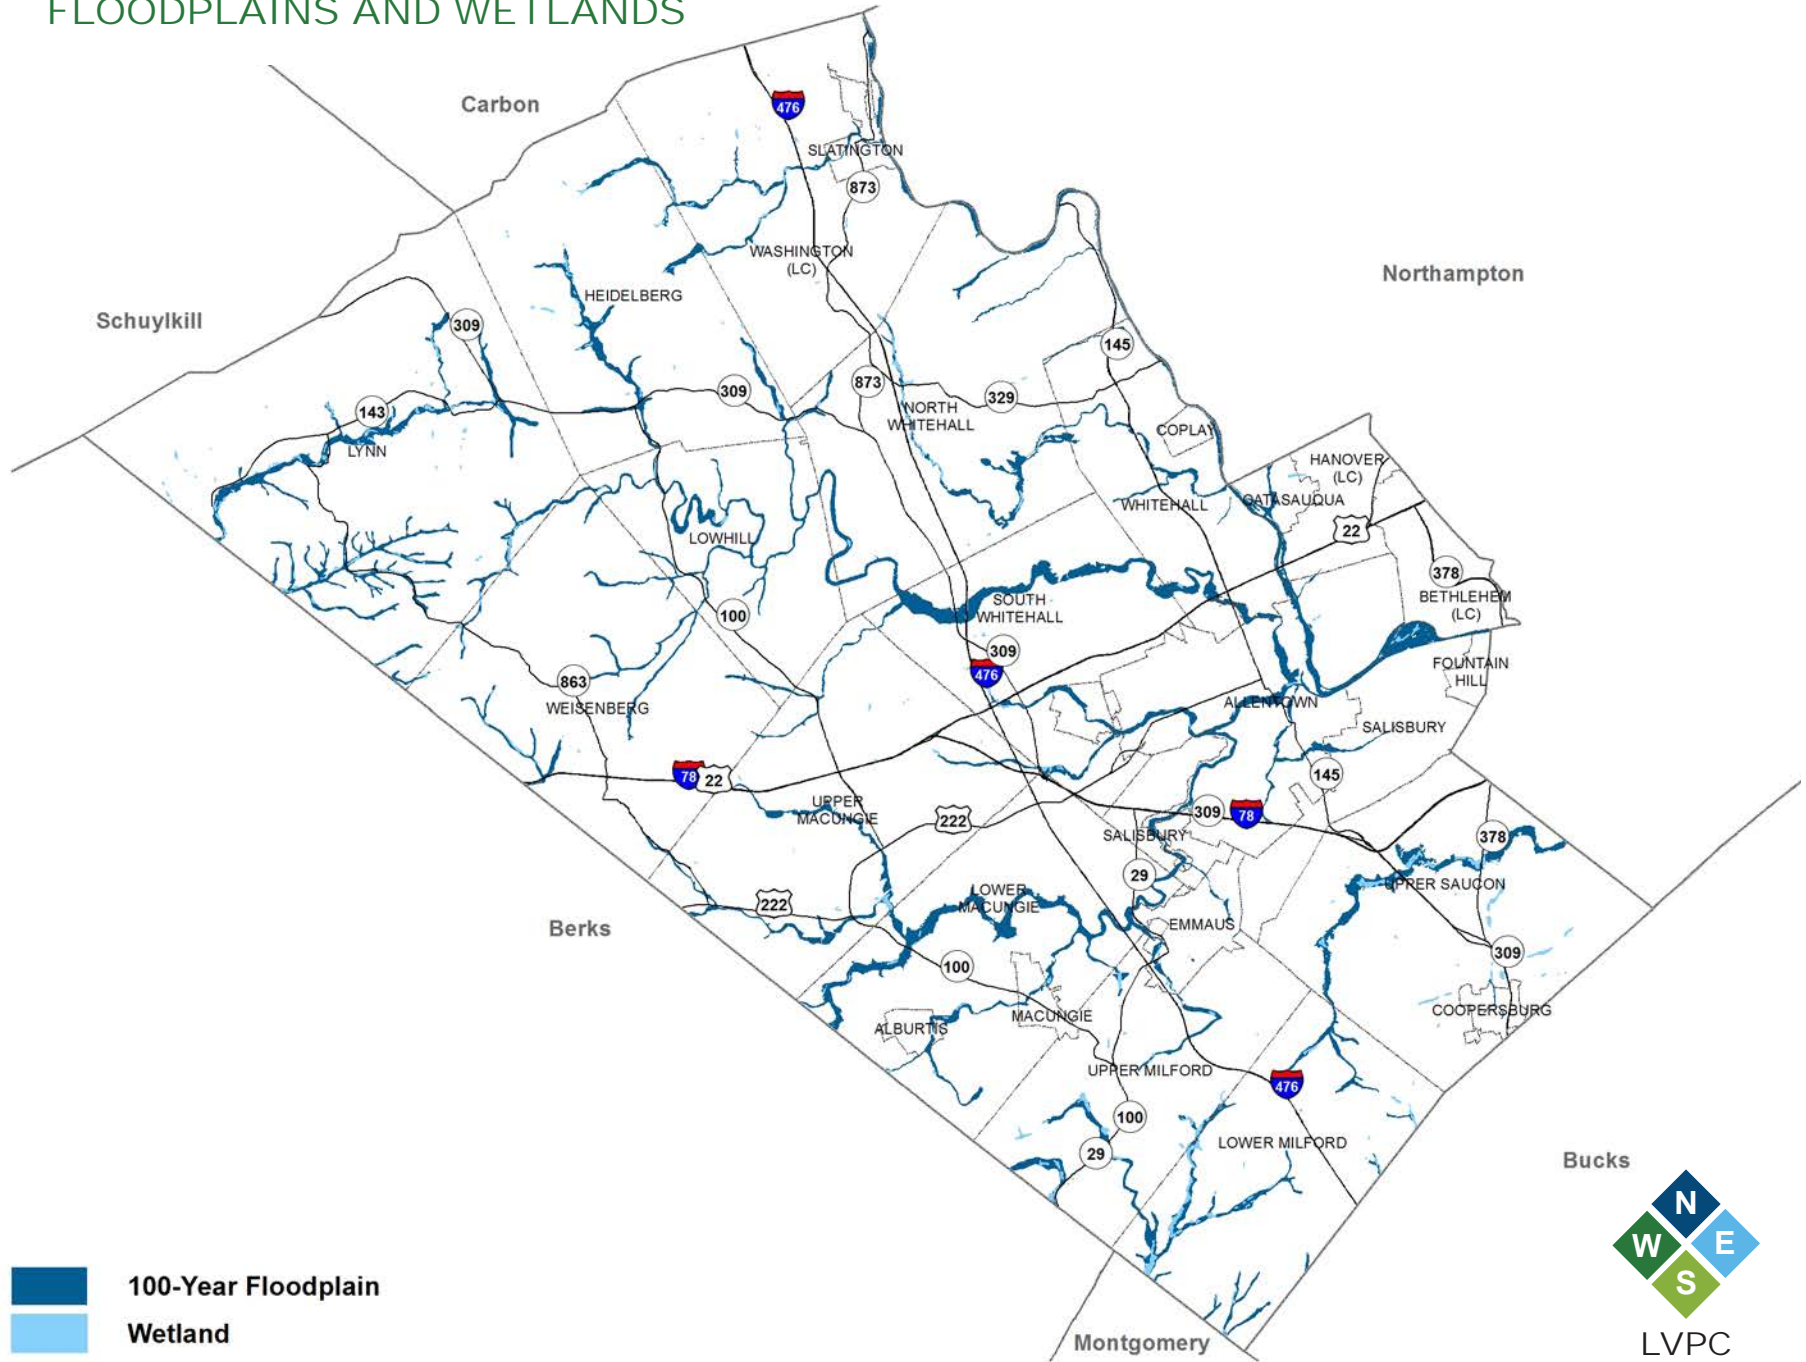 FLOODPLAINS AND WETLANDS
Carbon
476
SLATINGTON
873
WASHINGTON
(LC)
Northampton
HEIDELBERG
Schuylkill
309
145
309
873
329
143
NORTH
WHITEHALL
COPLAY
LYNN
HANOVER
(LC)
CATASAUQUA
WHITEHALL
22
LOWHILL
378
BETHLEHEM
(LC)
SOUTH
WHITEHALL
100
309
476
FOUNTAIN
HILL
863
WEISENBERG
ALLENTOWN
SALISBURY
78
22
145
UPPER
MACUNGIE
222
309
78
SALISBURY
378
29
UPPER SAUCON
222
LOWER
MACUNGIE
EMMAUS
Berks
309
100
COOPERSBURG
MACUNGIE
ALBURTIS
UPPER MILFORD
476
100
LOWER MILFORD
29
Bucks
N
W
E
S
LVPC
100-Year Floodplain
Wetland
Montgomery